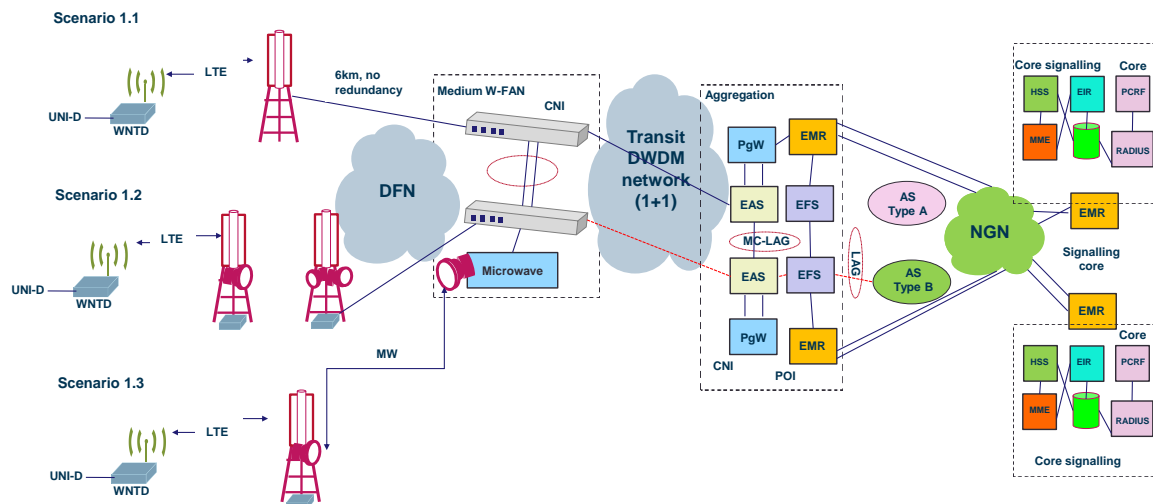 Scenario 1.1
LTE
UNI-D
WNTD
6km, no
redundancy
Medium W-FAN
CNI
Scenario 1.2
LTE
UNI-D
WNTD
DFN
Microwave
MW
Scenario 1.3
LTE
UNI-D
WNTD
Transit
DWDM
network
(1+1)
Aggregation
PgW
EMR
EAS
EFS
MC-LAG
EAS
EFS
LAG
PgW
EMR
CNI
POI
AS
Type A
AS
Type B
NGN
Core signalling
Core
HSS
EIR
PCRF
MME
RADIUS
EMR
Signalling
core
EMR
Core
HSS
EIR
PCRF
MME
RADIUS
Core signalling